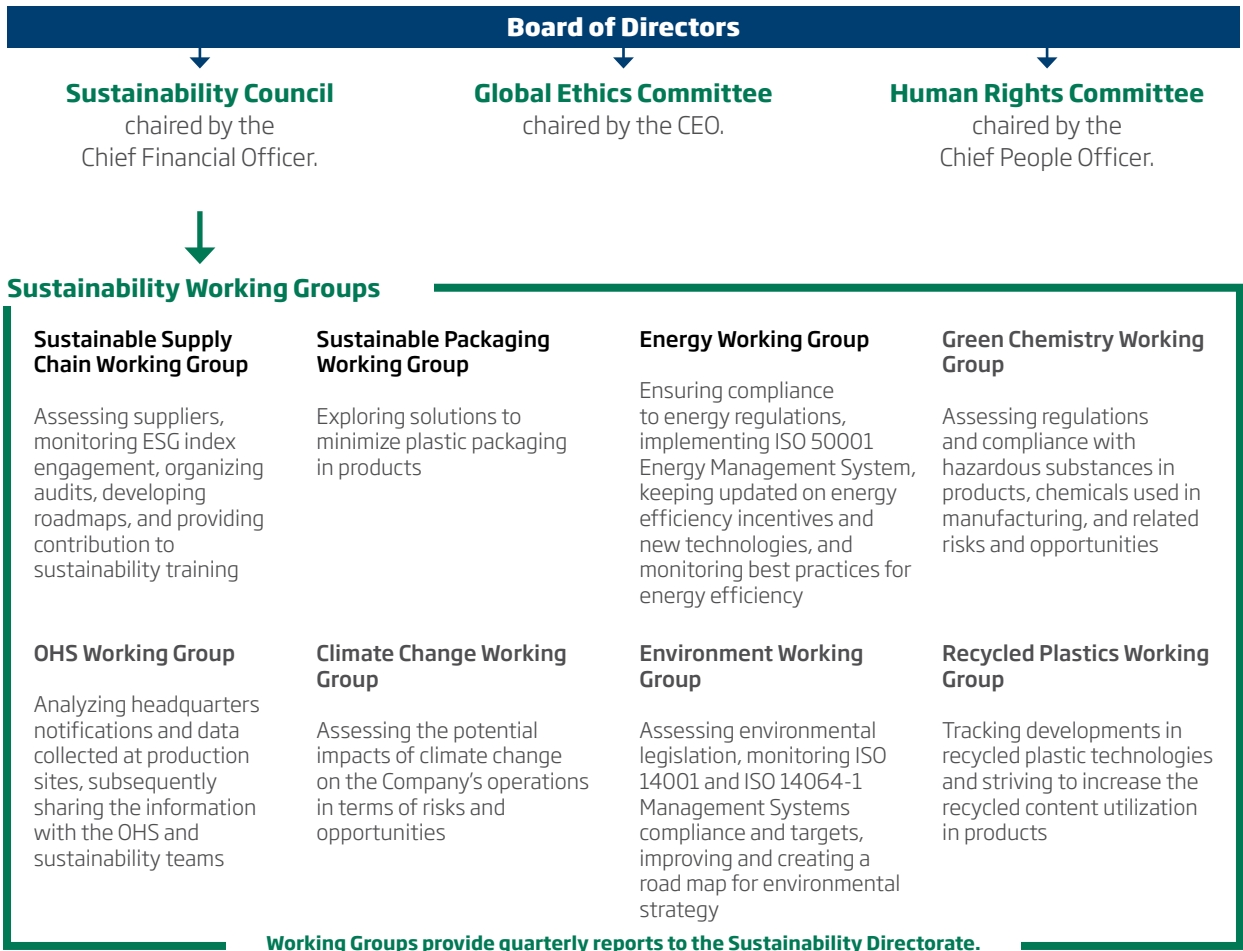 Board of Directors
Sustainability Council
chaired by the
Chief Financial Officer.
Global Ethics Committee
chaired by the CEO.
Human Rights Committee
chaired by the
Chief People Officer.
Sustainability Working Groups
Sustainable Supply
Chain Working Group
Assessing suppliers,
monitoring ESG index
engagement, organizing
audits, developing
roadmaps, and providing
contribution to
sustainability training
Sustainable Packaging
Working Group
Exploring solutions to
minimize plastic packaging
in products
Energy Working Group
Ensuring compliance
to energy regulations,
implementing ISO 50001
Energy Management System,
keeping updated on energy
efficiency incentives and
new technologies, and
monitoring best practices for
energy efficiency
Green Chemistry Working
Group
Assessing regulations
and compliance with
hazardous substances in
products, chemicals used in
manufacturing, and related
risks and opportunities
OHS Working Group
Analyzing headquarters
notifications and data
collected at production
sites, subsequently
sharing the information
with the OHS and
sustainability teams
Climate Change Working
Group
Assessing the potential
impacts of climate change
on the Company's operations
in terms of risks and
opportunities
Environment Working
Group
Assessing environmental
legislation, monitoring ISO
14001 and ISO 14064-1
Management Systems
compliance and targets,
improving and creating a
road map for environmental
strategy
Recycled Plastics Working
Group
Tracking developments in
recycled plastic technologies
and striving to increase the
recycled content utilization
in products
Working Groups provide quarterly reports to the Sustainability Directorate.